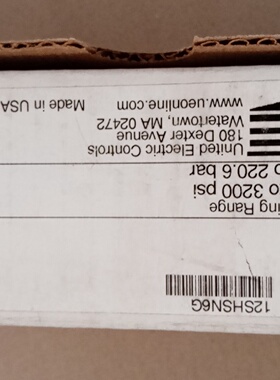 12SHSN6G
ing Range
o 3200 psi
o 220.6 bar
United Electric Controls
180 Dexter Avenue
Watertown, MA 02472
www.ueonline.com
Made in USA